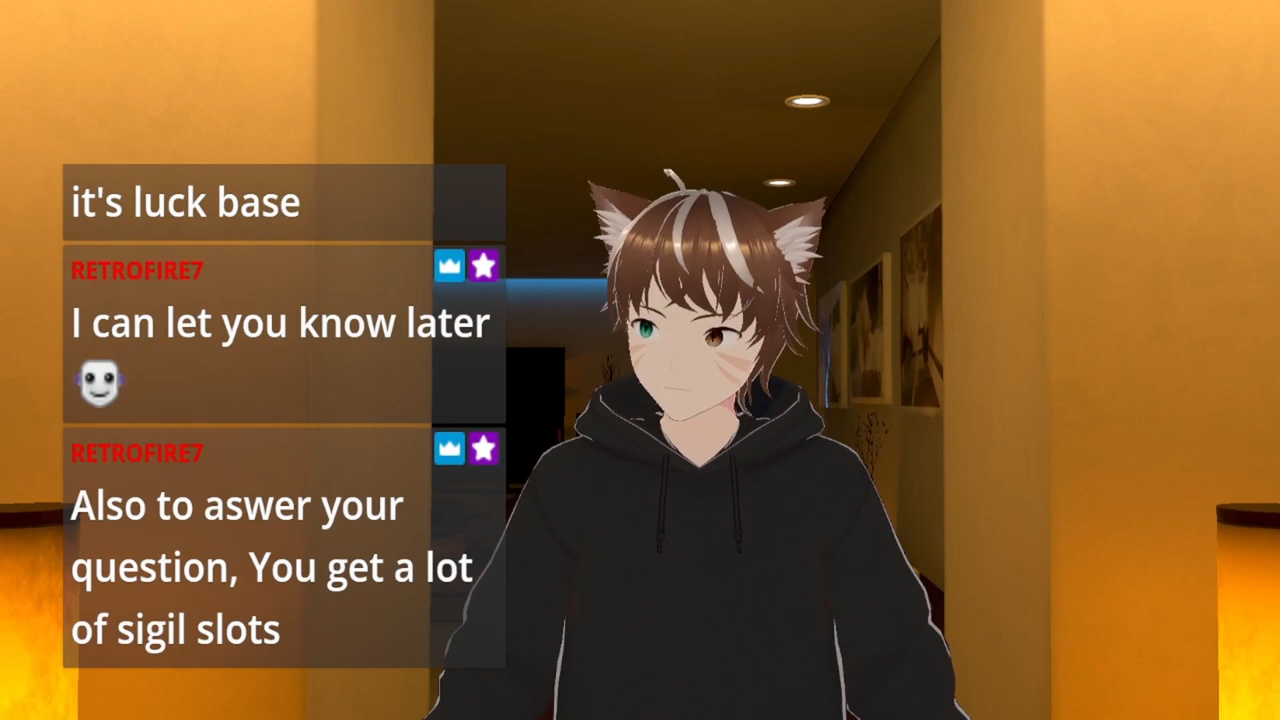 it's luck base
RETROFIRE7
I can let you know later
RETROFIRE7
Also to aswer your
question, You get a lot
of sigil slots